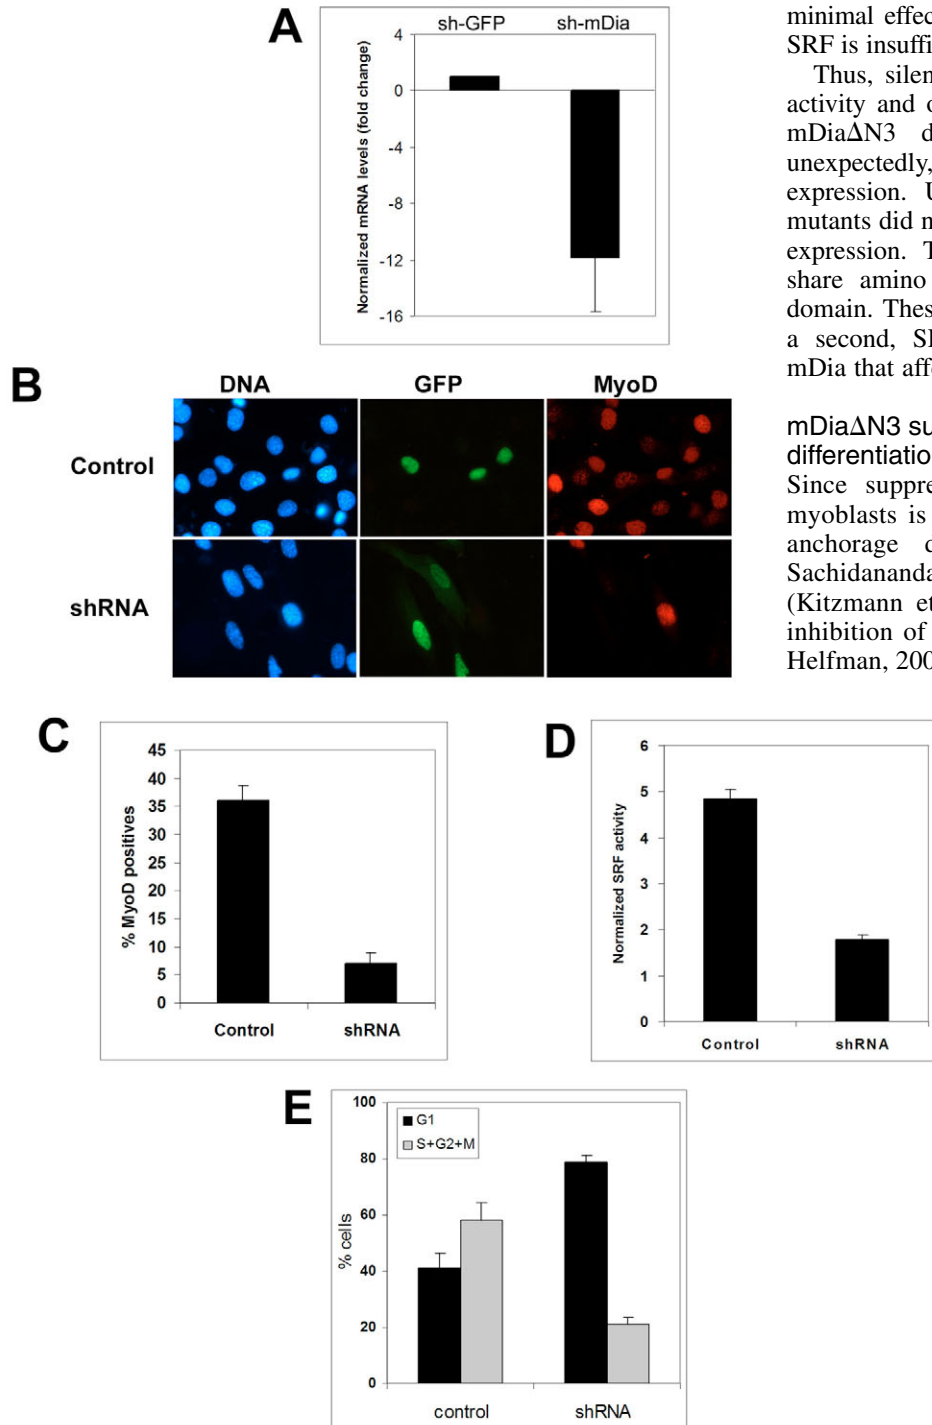 A
sh-GFP sh-mDia
Normalized mRNA levels (fold change)
4
0
-4
-8
-12
-16
B
DNA GFP MyoD
Control
shRNA
C
% MyoD positives
45
40
35
30
25
20
15
10
5
0
Control shRNA
D
Normalized SRF activity
6
5
4
3
2
1
0
Control shRNA
E
% cells
100
80
60
40
20
0
G1
S+G2+M
control shRNA
minimal effec
SRF is insuffi
Thus, silen
activity and o
mDiaΔN3 d
unexpectedly,
expression. U
mutants did n
expression. T
share amino
domain. Thes
a second, SI
mDia that affe
mDiaΔN3 su
differentiatio
Since suppre
myoblasts is
anchorage d
Sachidananda
(Kitzmann et
inhibition of
Helfman, 200